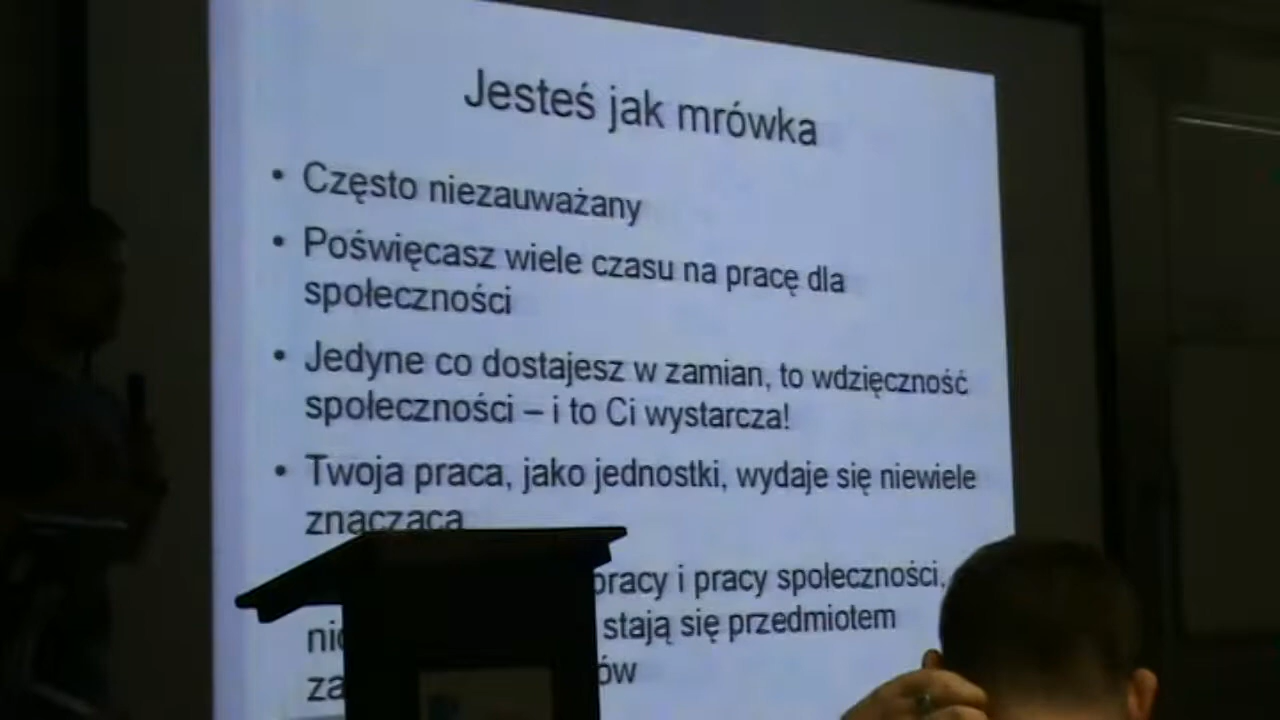 Jesteś jak mrówka
• Często niezauważany
• Poświęcasz wiele czasu na pracę dla
społeczności
• Jedyne co dostajesz w zamian, to wdzięczność
społeczności – i to Ci wystarcza!
• Twoja praca, jako jednostki, wydaje się niewiele
znacząca
pracy i pracy społeczności,
stają się przedmiotem